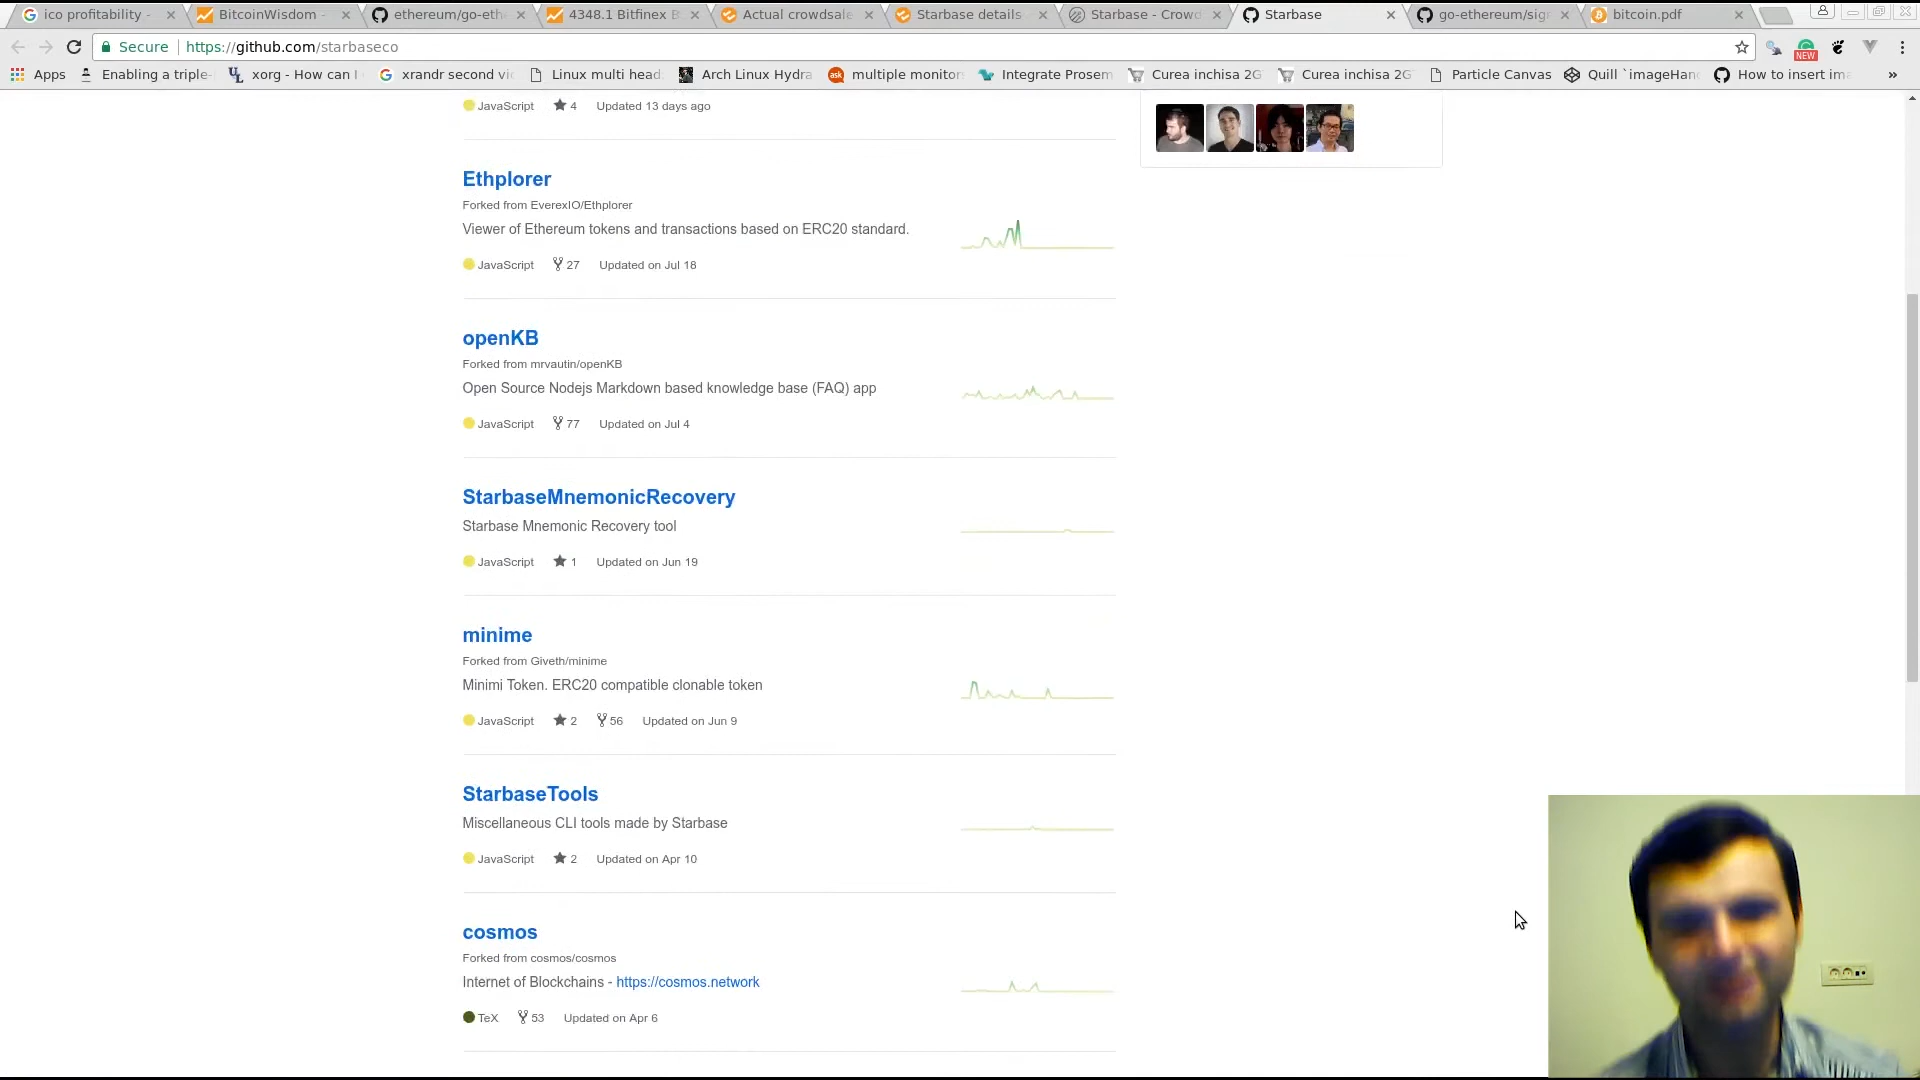 ico profitability -
BitcoinWisdom -
ethereum/go-eth
4348.1 Bitfinex B
Actual crowdsale
Starbase details
Starbase - Crowd
Starbase
go-ethereum/sig
bitcoin.pdf
Secure https://github.com/starbaseco
NEW
Apps Enabling a triple- xorg - How can I xrandr second vi Linux multi head Arch Linux Hydra multiple monitor Integrate Prosem Curea inchisa 2G Curea inchisa 2G Particle Canvas Quill `imageHan How to insert im »
JavaScript 4 Updated 13 days ago
Ethplorer
Forked from EverexIO/Ethplorer
Viewer of Ethereum tokens and transactions based on ERC20 standard.
JavaScript 27 Updated on Jul 18
openKB
Forked from mrvautin/openKB
Open Source Nodejs Markdown based knowledge base (FAQ) app
JavaScript 77 Updated on Jul 4
StarbaseMnemonicRecovery
Starbase Mnemonic Recovery tool
JavaScript 1 Updated on Jun 19
minime
Forked from Giveth/minime
Minimi Token. ERC20 compatible clonable token
JavaScript 2 56 Updated on Jun 9
StarbaseTools
Miscellaneous CLI tools made by Starbase
JavaScript 2 Updated on Apr 10
cosmos
Forked from cosmos/cosmos
Internet of Blockchains - https://cosmos.network
TeX 53 Updated on Apr 6